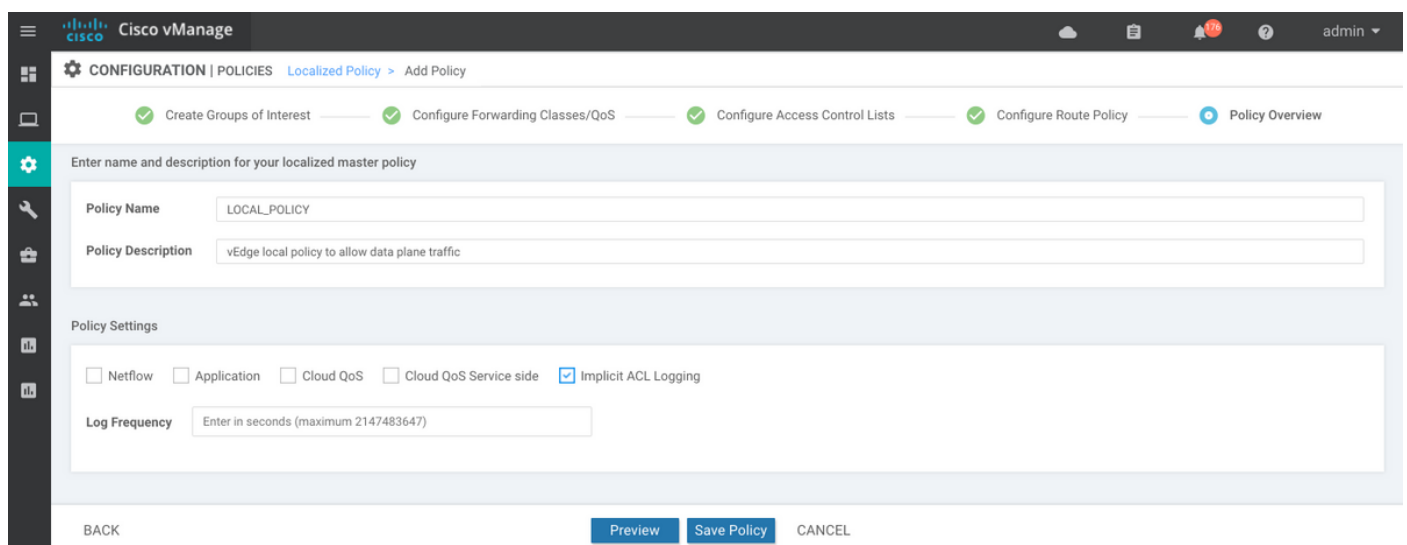 cisco Cisco vManage 176 admin
CONFIGURATION | POLICIES Localized Policy > Add Policy
Create Groups of Interest Configure Forwarding Classes/QoS Configure Access Control Lists Configure Route Policy Policy Overview
Enter name and description for your localized master policy
Policy Name LOCAL_POLICY
Policy Description vEdge local policy to allow data plane traffic
Policy Settings
Netflow Application Cloud QoS Cloud QoS Service side Implicit ACL Logging
Log Frequency Enter in seconds (maximum 2147483647)
BACK Preview Save Policy CANCEL